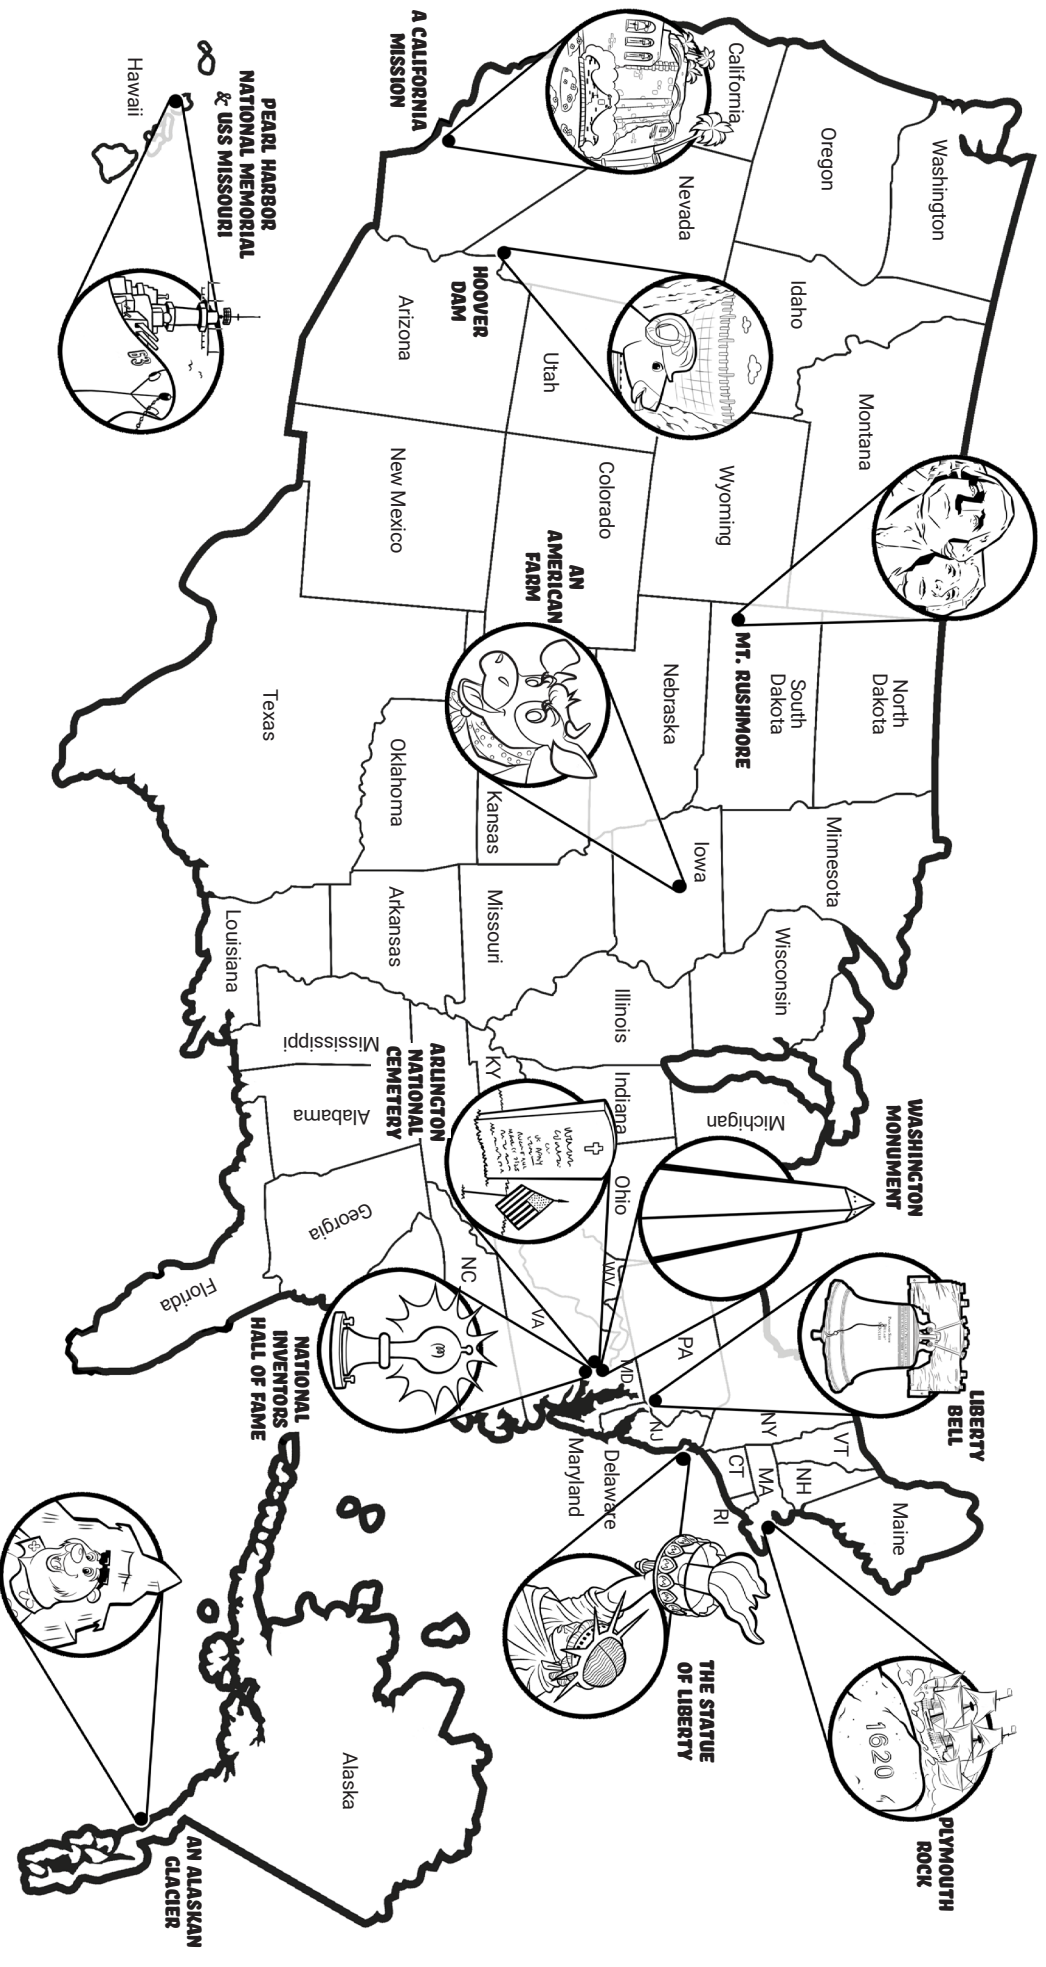 Washington
Oregon
California
Nevada
Idaho
Montana
Wyoming
Utah
Arizona
Colorado
New Mexico
North
Dakota
South
Dakota
Nebraska
Kansas
Oklahoma
Texas
Minnesota
Iowa
Missouri
Arkansas
Louisiana
Wisconsin
Illinois
Michigan
Indiana
Ohio
KY
Mississippi
Alabama
Georgia
Florida
NC
VA
WV
PA
MD
NJ
NY
VT
NH
MA
CT
RI
Maine
Delaware
Maryland
Alaska
Hawaii
A CALIFORNIA
MISSION
HOOVER
DAM
MT. RUSHMORE
AN
AMERICAN
FARM
WASHINGTON
MONUMENT
LIBERTY
BELL
PLYMOUTH
ROCK
1620
THE STATUE
OF LIBERTY
ARLINGTON
NATIONAL
CEMETERY
US ARMY
NATIONAL
INVENTORS
HALL OF FAME
AN ALASKAN
GLACIER
PEARL HARBOR
NATIONAL MEMORIAL
& USS MISSOURI
63